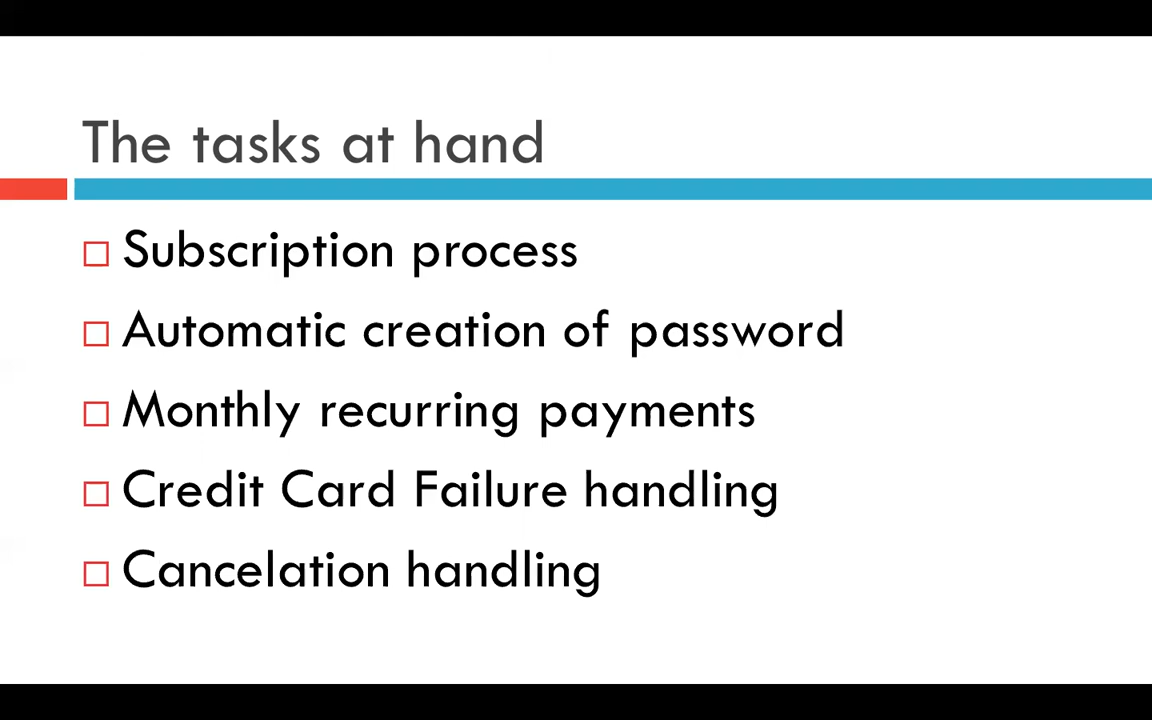 The tasks at hand
Subscription process
Automatic creation of password
Monthly recurring payments
Credit Card Failure handling
Cancelation handling